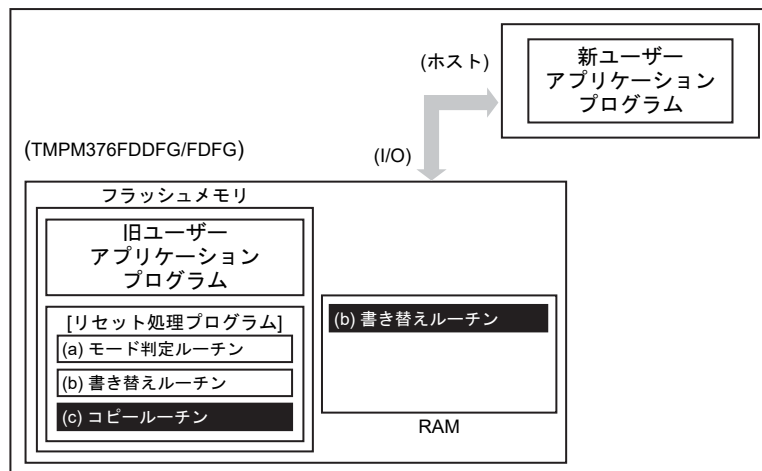 (ホスト)
新ユーザー
アプリケーション
プログラム
(TMPM376FDDFG/FDFG)
(I/O)
フラッシュメモリ
旧ユーザー
アプリケーション
プログラム
[リセット処理プログラム]
(a) モード判定ルーチン
(b) 書き替えルーチン
(c) コピールーチン
(b) 書き替えルーチン
RAM